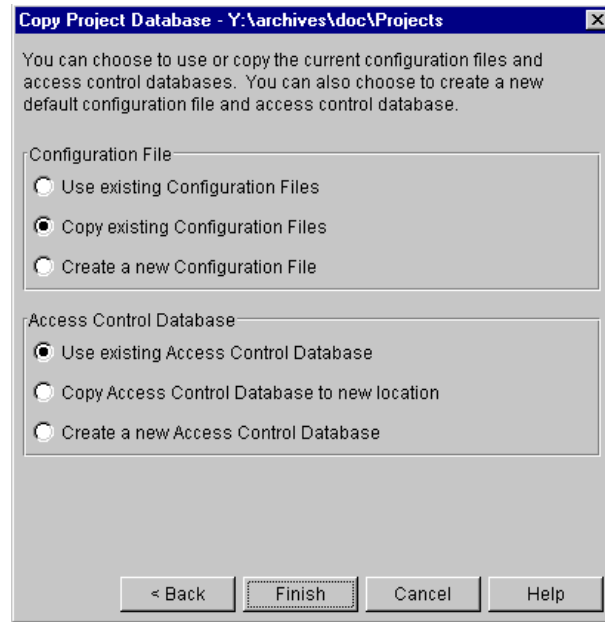 Copy Project Database - Y:\archives\doc\Projects
You can choose to use or copy the current configuration files and
access control databases.  You can also choose to create a new
default configuration file and access control database.
Configuration File
Use existing Configuration Files
Copy existing Configuration Files
Create a new Configuration File
Access Control Database
Use existing Access Control Database
Copy Access Control Database to new location
Create a new Access Control Database
< Back Finish Cancel Help